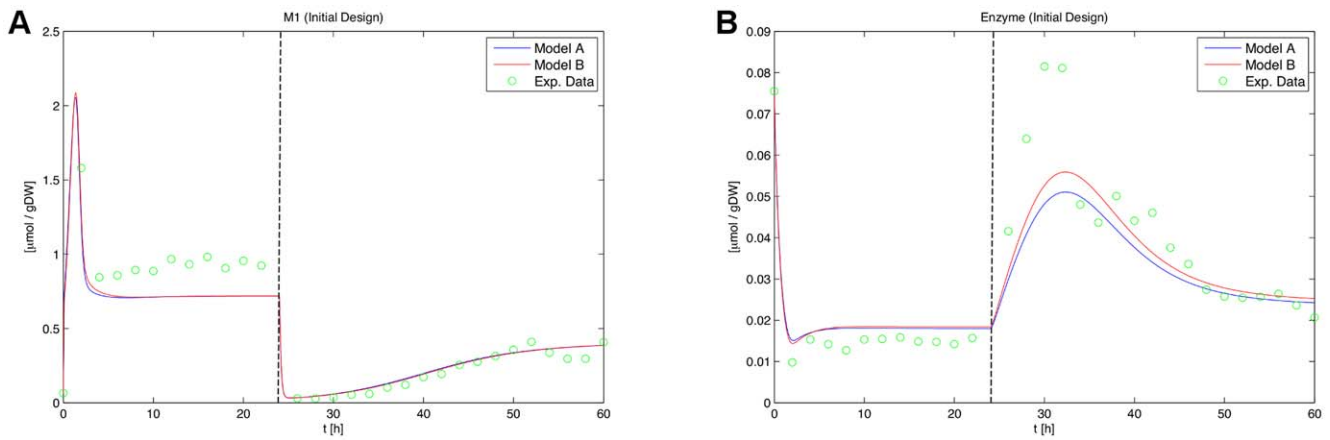 A
M1 (Initial Design)
2.5
2
1.5
1
0.5
0
[µmol / gDW]
0 10 20 30 40 50 60
t [h]
Model A
Model B
Exp. Data
B
Enzyme (Initial Design)
0.09
0.08
0.07
0.06
0.05
0.04
0.03
0.02
0.01
0
[µmol / gDW]
0 10 20 30 40 50 60
t [h]
Model A
Model B
Exp. Data